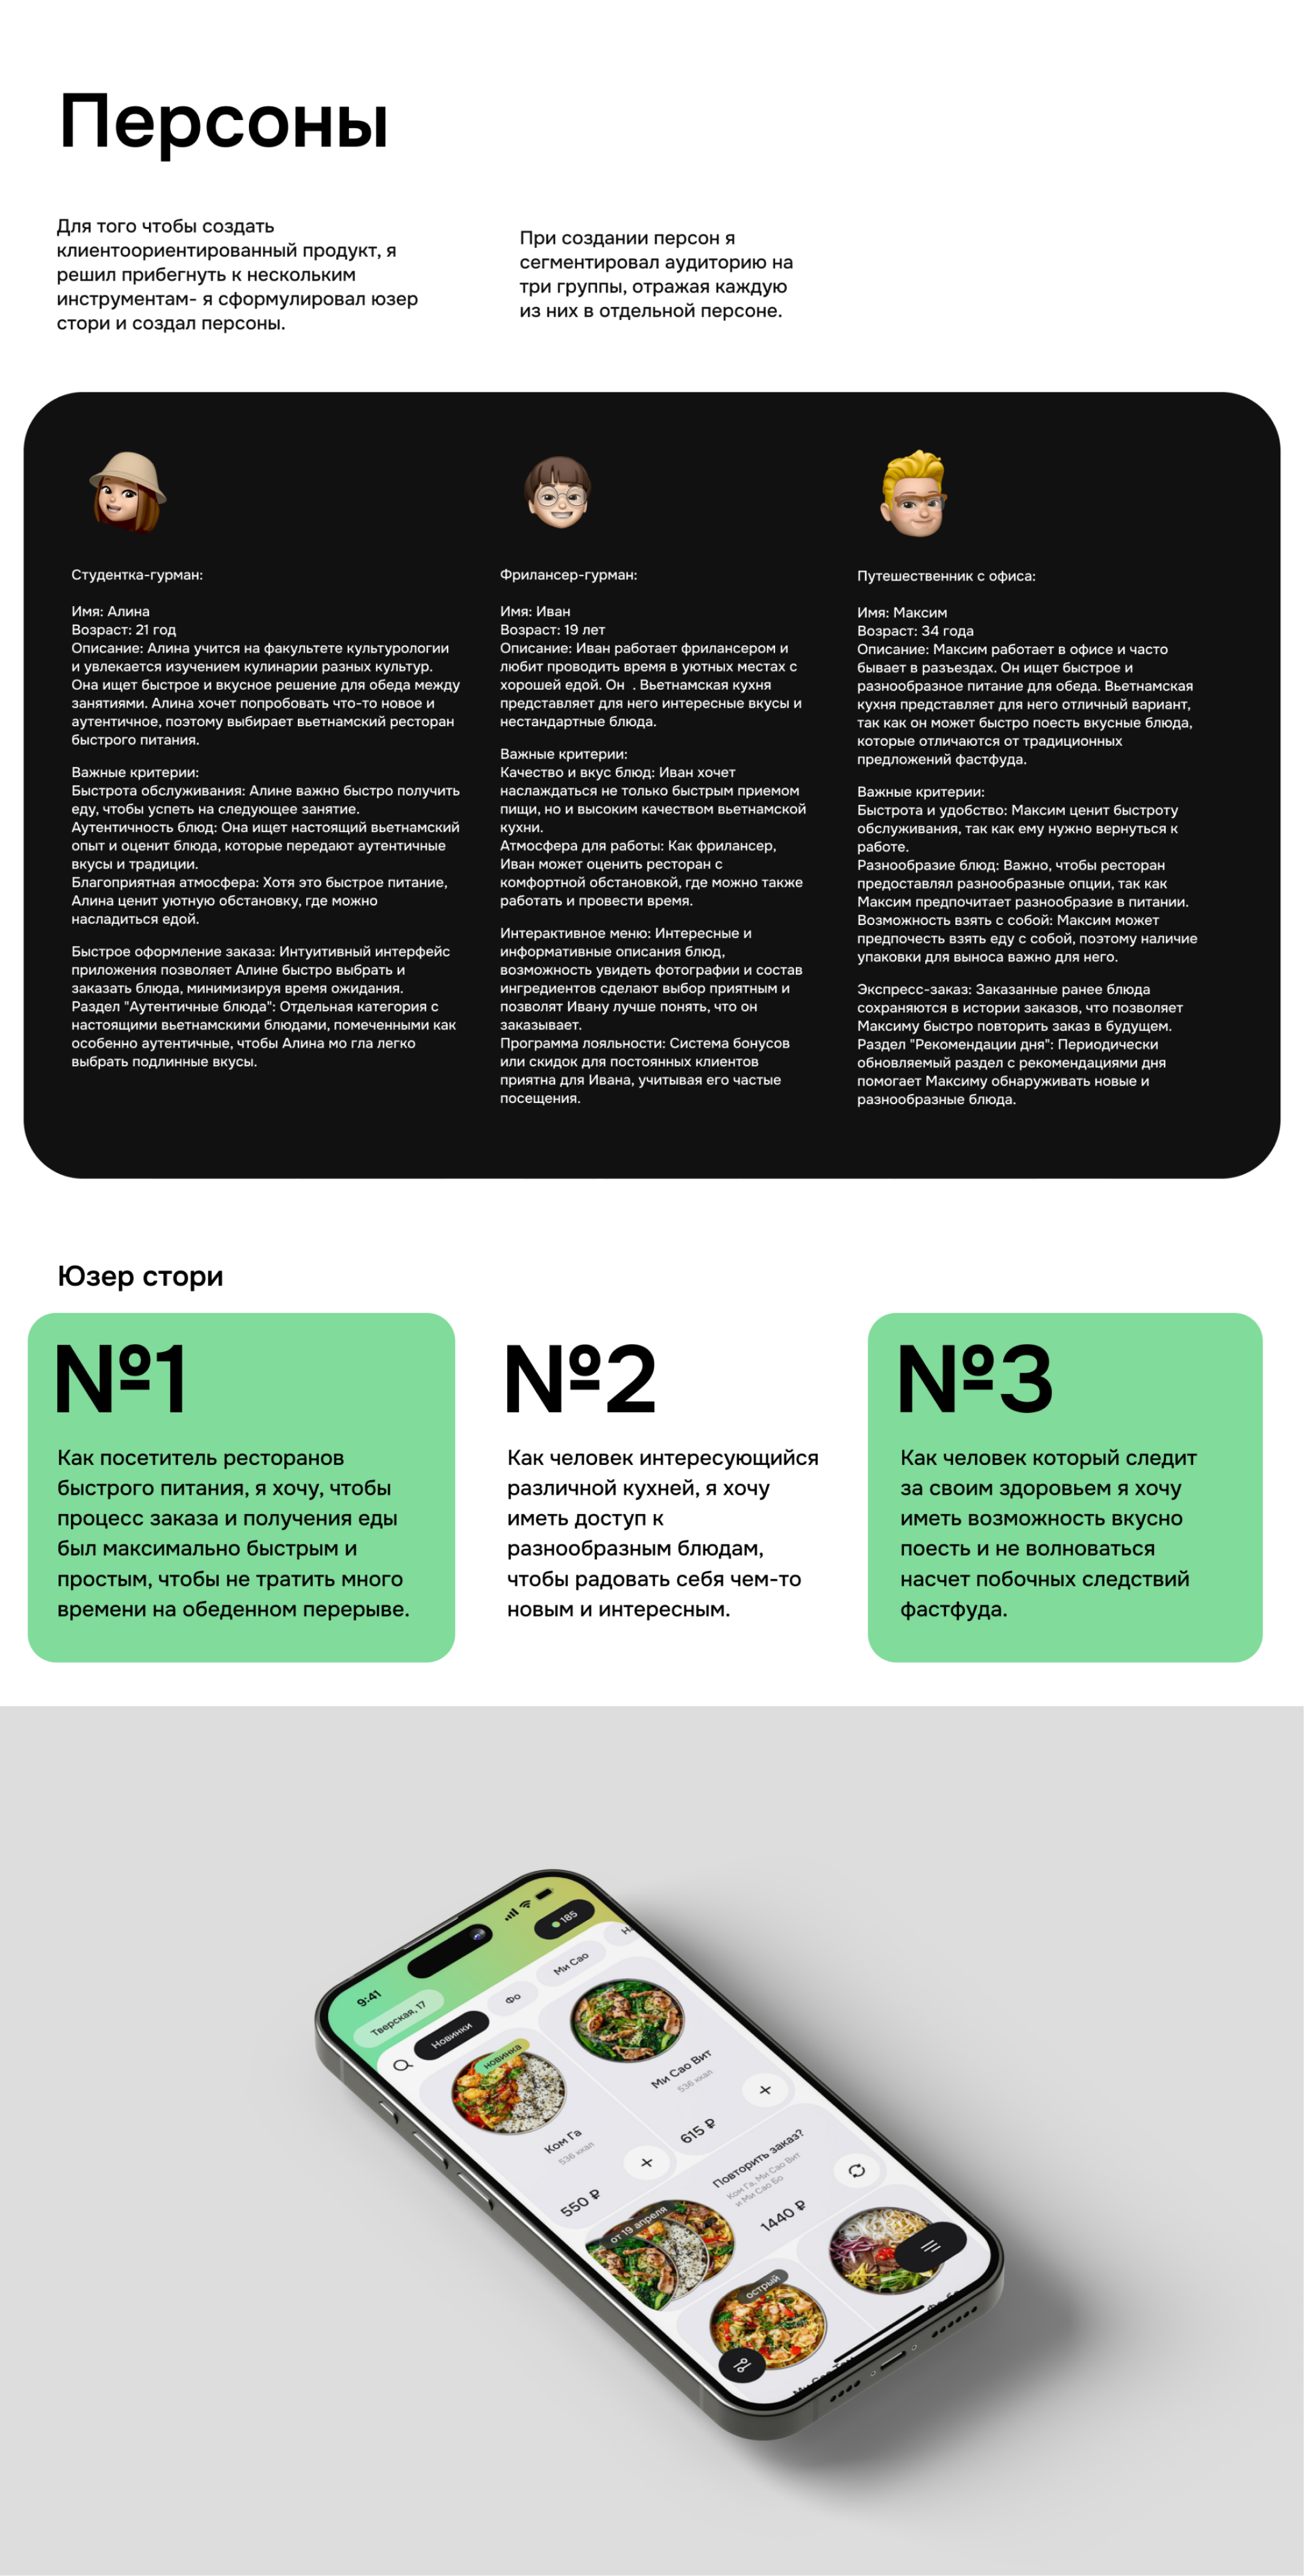 Персоны
Для того чтобы создать
клиентоориентированный продукт, я
решил прибегнуть к нескольким
инструментам- я сформулировал юзер
стори и создал персоны.
При создании персон я
сегментировал аудиторию на
три группы, отражая каждую
из них в отдельной персоне.
Студентка-гурман:
Имя: Алина
Возраст: 21 год
Описание: Алина учится на факультете культурологии
и увлекается изучением кулинарии разных культур.
Она ищет быстрое и вкусное решение для обеда между
занятиями. Алина хочет попробовать что-то новое и
аутентичное, поэтому выбирает вьетнамский ресторан
быстрого питания.
Важные критерии:
Быстрота обслуживания: Алине важно быстро получить
еду, чтобы успеть на следующее занятие.
Аутентичность блюд: Она ищет настоящий вьетнамский
опыт и оценит блюда, которые передают аутентичные
вкусы и традиции.
Благоприятная атмосфера: Хотя это быстрое питание,
Алина ценит уютную обстановку, где можно
насладиться едой.
Быстрое оформление заказа: Интуитивный интерфейс
приложения позволяет Алине быстро выбрать и
заказать блюда, минимизируя время ожидания.
Раздел "Аутентичные блюда": Отдельная категория с
настоящими вьетнамскими блюдами, помеченными как
особенно аутентичные, чтобы Алина мо гла легко
выбрать подлинные вкусы.
Фрилансер-гурман:
Имя: Иван
Возраст: 19 лет
Описание: Иван работает фрилансером и
любит проводить время в уютных местах с
хорошей едой. Он  . Вьетнамская кухня
представляет для него интересные вкусы и
нестандартные блюда.
Важные критерии:
Качество и вкус блюд: Иван хочет
наслаждаться не только быстрым приемом
пищи, но и высоким качеством вьетнамской
кухни.
Атмосфера для работы: Как фрилансер,
Иван может оценить ресторан с
комфортной обстановкой, где можно также
работать и провести время.
Интерактивное меню: Интересные и
информативные описания блюд,
возможность увидеть фотографии и состав
ингредиентов сделают выбор приятным и
позволят Ивану лучше понять, что он
заказывает.
Программа лояльности: Система бонусов
или скидок для постоянных клиентов
приятна для Ивана, учитывая его частые
посещения.
Путешественник с офиса:
Имя: Максим
Возраст: 34 года
Описание: Максим работает в офисе и часто
бывает в разъездах. Он ищет быстрое и
разнообразное питание для обеда. Вьетнамская
кухня представляет для него отличный вариант,
так как он может быстро поесть вкусные блюда,
которые отличаются от традиционных
предложений фастфуда.
Важные критерии:
Быстрота и удобство: Максим ценит быстроту
обслуживания, так как ему нужно вернуться к
работе.
Разнообразие блюд: Важно, чтобы ресторан
предоставлял разнообразные опции, так как
Максим предпочитает разнообразие в питании.
Возможность взять с собой: Максим может
предпочесть взять еду с собой, поэтому наличие
упаковки для выноса важно для него.
Экспресс-заказ: Заказанные ранее блюда
сохраняются в истории заказов, что позволяет
Максиму быстро повторить заказ в будущем.
Раздел "Рекомендации дня": Периодически
обновляемый раздел с рекомендациями дня
помогает Максиму обнаруживать новые и
разнообразные блюда.
Юзер стори
№1
Как посетитель ресторанов
быстрого питания, я хочу, чтобы
процесс заказа и получения еды
был максимально быстрым и
простым, чтобы не тратить много
времени на обеденном перерыве.
№2
Как человек интересующийся
различной кухней, я хочу
иметь доступ к
разнообразным блюдам,
чтобы радовать себя чем-то
новым и интересным.
№3
Как человек который следит
за своим здоровьем я хочу
иметь возможность вкусно
поесть и не волноваться
насчет побочных следствий
фастфуда.
9:41
Тверская, 17
185
Новинки
Фо
Ми Сао
новинка
Ком Га
536 ккал
550 ₽
Ми Сао Вит
536 ккал
615 ₽
от 19 апреля
Повторить заказ?
Ком Га, Ми Сао Вит
и Ми Сао Бо
1440 ₽
острый